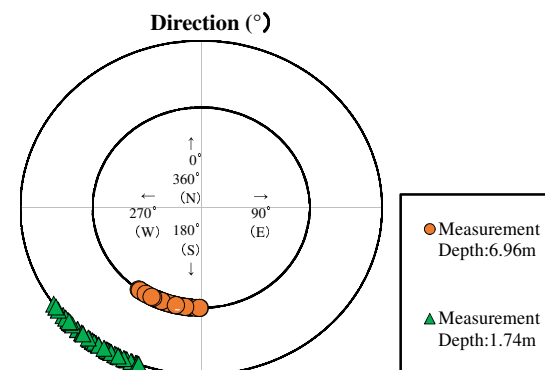 Direction (°)
↑
0°
360°
(N)
←
→
270°
90°
(W)
180°
(E)
(S)
↓
Measurement
Depth:6.96m
Measurement
Depth:1.74m